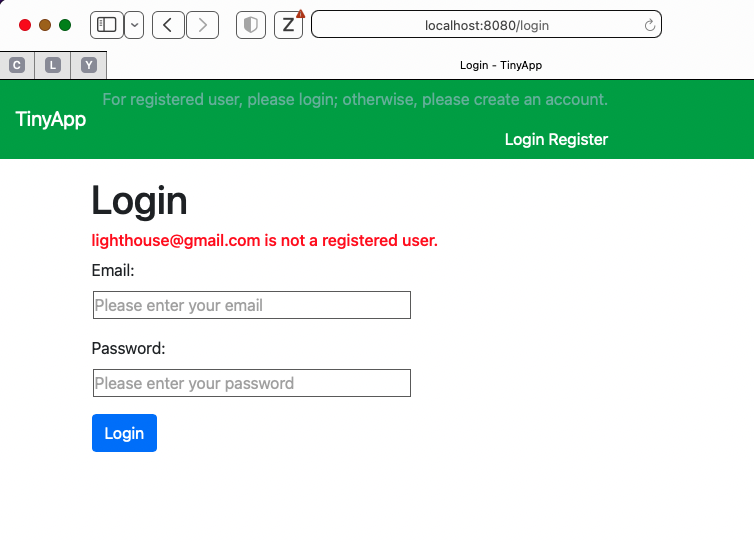 Z
localhost:8080/login
C
L
Y
Login - TinyApp
For registered user, please login; otherwise, please create an account.
TinyApp
Login Register
Login
lighthouse@gmail.com is not a registered user.
Email:
Please enter your email
Password:
Please enter your password
Login